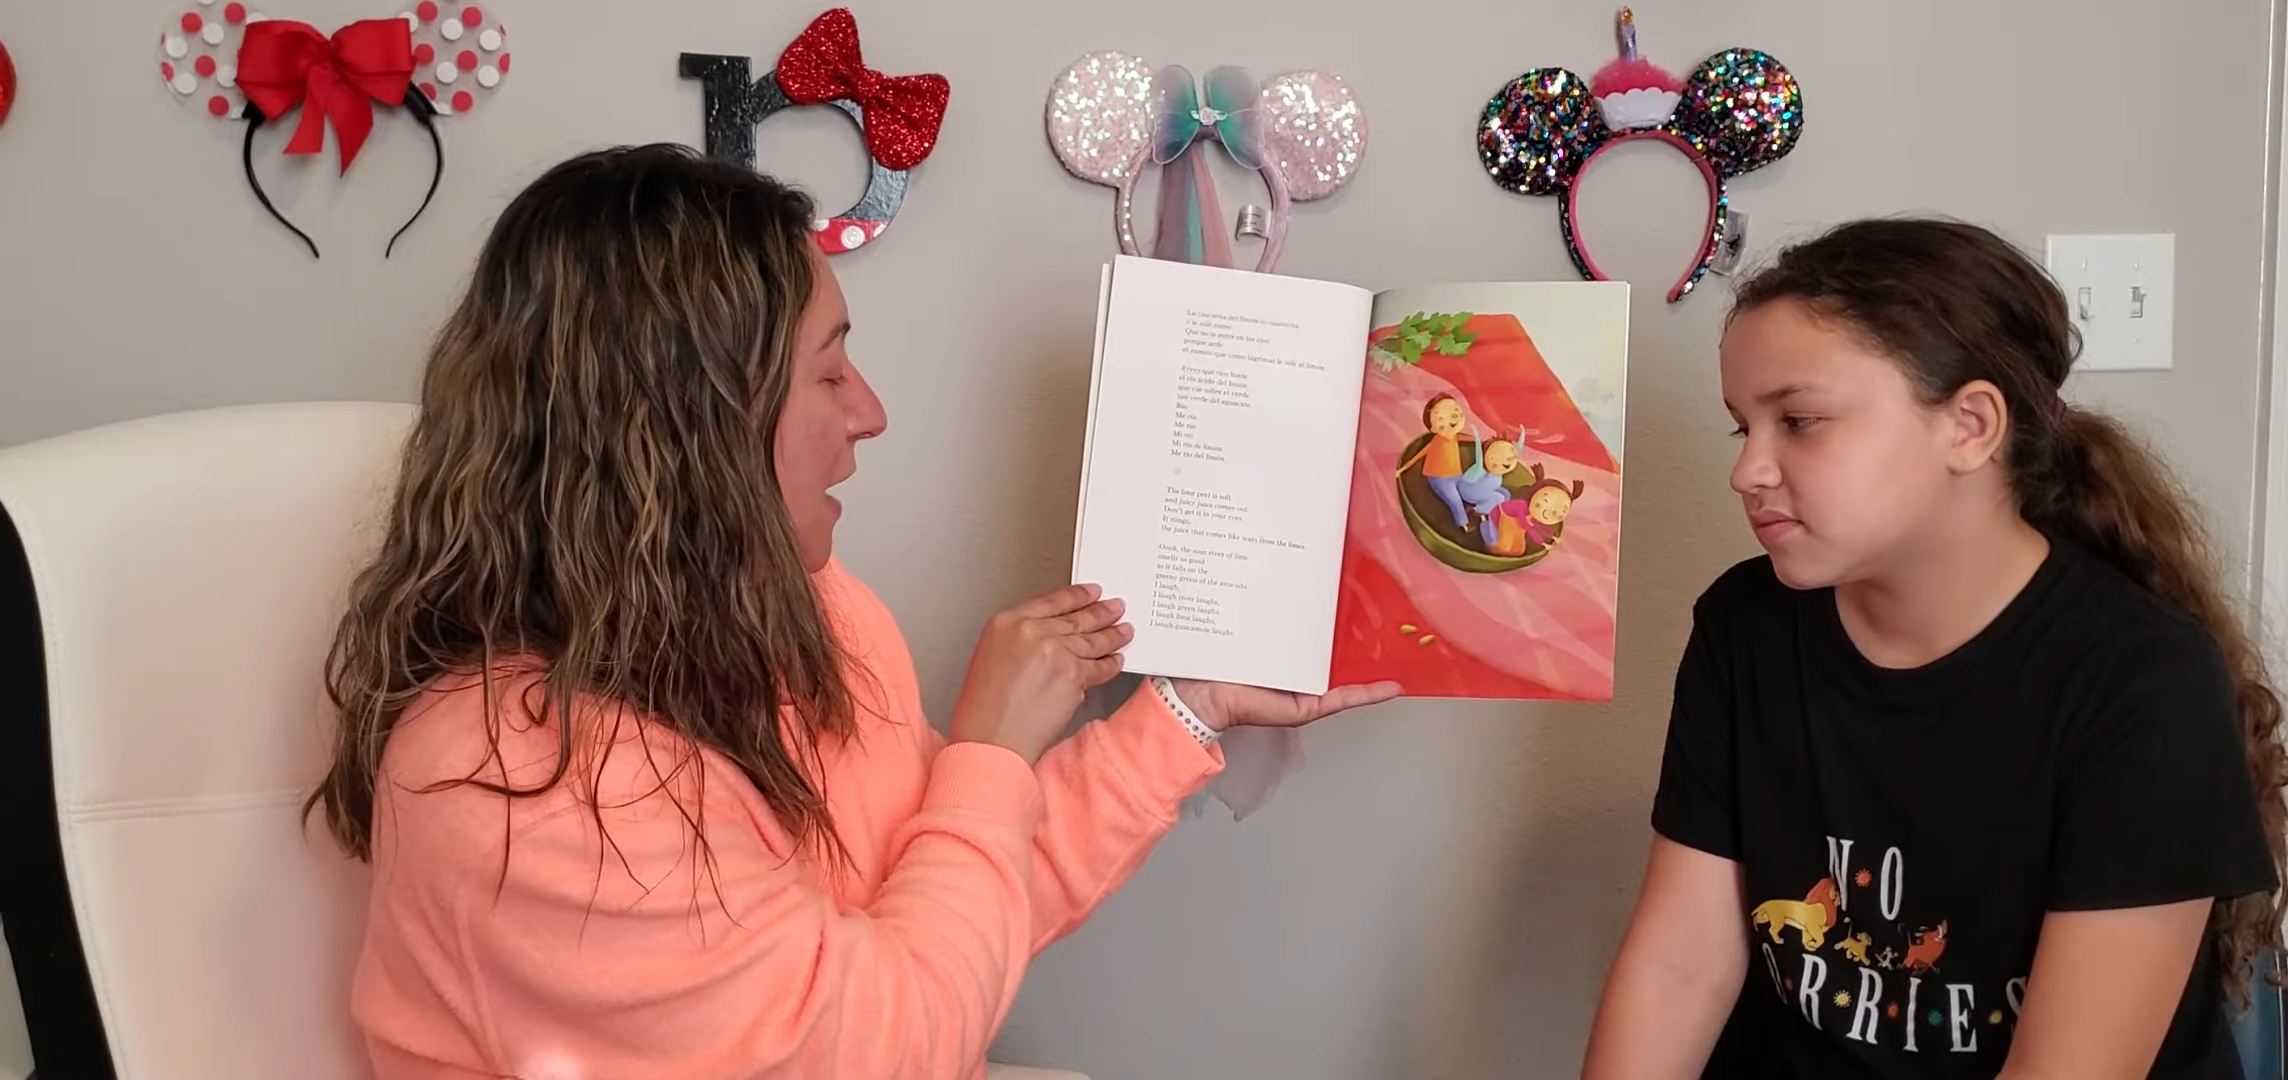 La cascarita del limón es suavecita
y le sale sumo
Que no te entre en los ojos
porque arde
el sumito que como lágrimas le sale al limón.
Ayyyy qué rico huele
el río ácido del limón
que cae sobre el verde
tan verde del aguacate.
Río
Me río
Me río
Mi río
Mi río de limón
Me río del limón.
The lime peel is soft
and juicy juice comes out.
Don't get it in your eyes.
It stings,
the juice that comes like tears from the limes.
Oooh, the sour river of lime
smells so good
as it falls on the
greeny green of the avocado.
I laugh,
I laugh river laughs,
I laugh green laughs,
I laugh lime laughs,
I laugh guacamole laughs.
NO
ORRIES